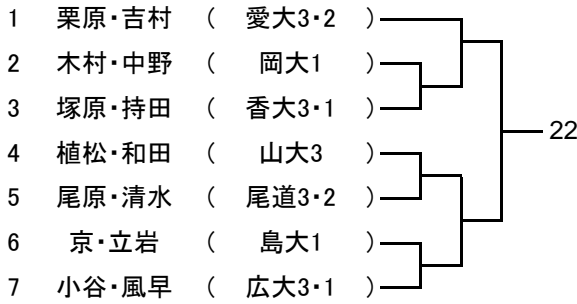 1 栗原・吉村 ( 愛大3・2 )
2 木村・中野 ( 岡大1 )
3 塚原・持田 ( 香大3・1 )
22
4 植松・和田 ( 山大3 )
5 尾原・清水 ( 尾道3・2 )
6 京・立岩 ( 島大1 )
7 小谷・風早 ( 広大3・1 )